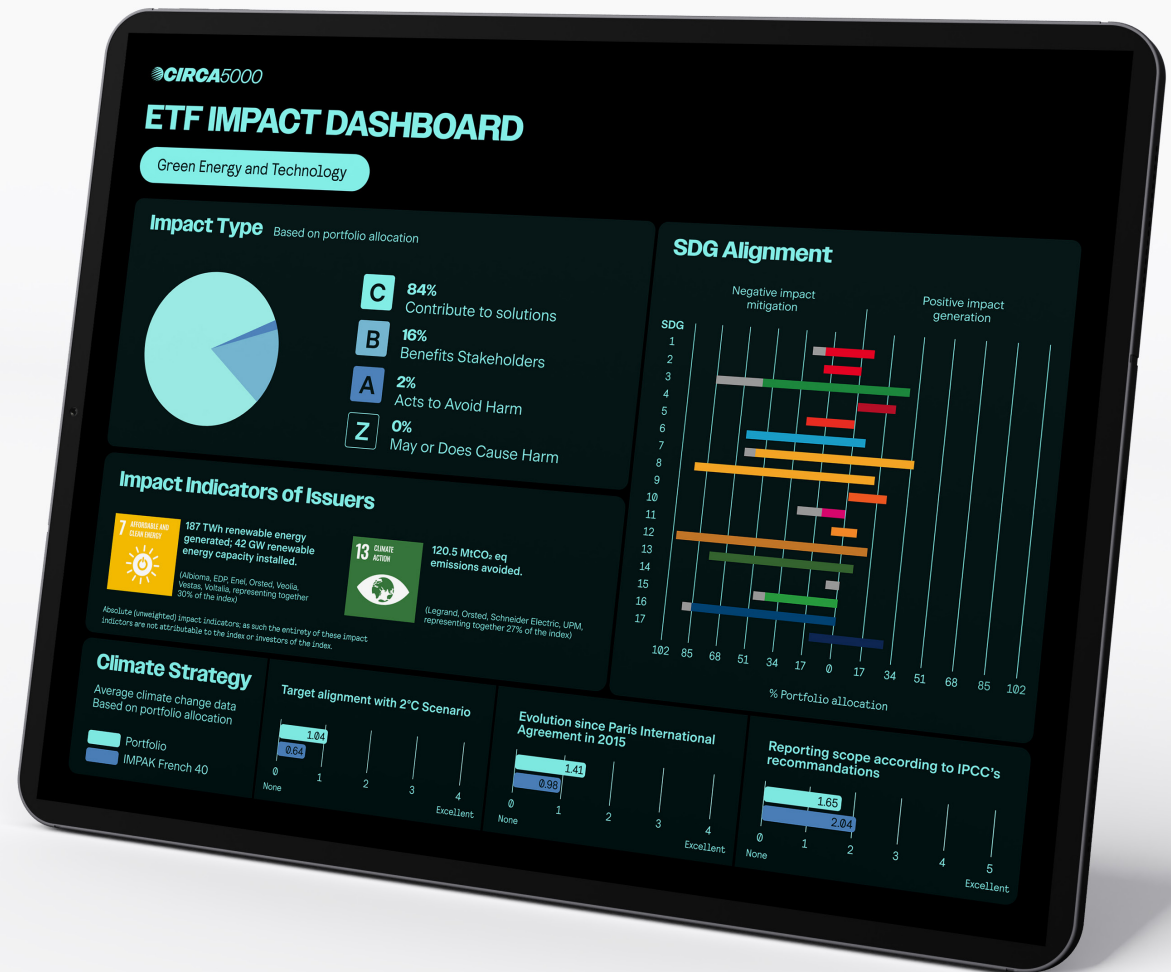 CIRCA5000
ETF IMPACT DASHBOARD
Green Energy and Technology
Impact Type
Based on portfolio allocation
C
84%
Contribute to solutions
B
16%
Benefits Stakeholders
A
2%
Acts to Avoid Harm
Z
0%
May or Does Cause Harm
Impact Indicators of Issuers
7 AFFORDABLE AND
CLEAN ENERGY
187 TWh renewable energy
generated; 42 GW renewable
energy capacity installed.
(Albioma, EDP, Enel, Orsted, Veolia,
Vestas, Voltalia, representing together
30% of the index)
13 CLIMATE
ACTION
120.5 MtCO₂ eq
emissions avoided.
(Legrand, Orsted, Schneider Electric, UPM,
representing together 27% of the index)
Absolute (unweighted) impact indicators; as such the entirety of these impact
indictors are not attributable to the index or investors of the index.
SDG Alignment
Negative impact
mitigation
Positive impact
generation
SDG
1
2
3
4
5
6
7
8
9
10
11
12
13
14
15
16
17
102 85 68 51 34 17 0 17 34 51 68 85 102
% Portfolio allocation
Climate Strategy
Average climate change data
Based on portfolio allocation
Portfolio
IMPAK French 40
Target alignment with 2°C Scenario
1.04
0.64
0 1 2 3 4
None Excellent
Evolution since Paris International
Agreement in 2015
1.41
0.98
0 1 2 3 4
None Excellent
Reporting scope according to IPCC's
recommandations
1.65
2.04
0 1 2 3 4 5
None Excellent